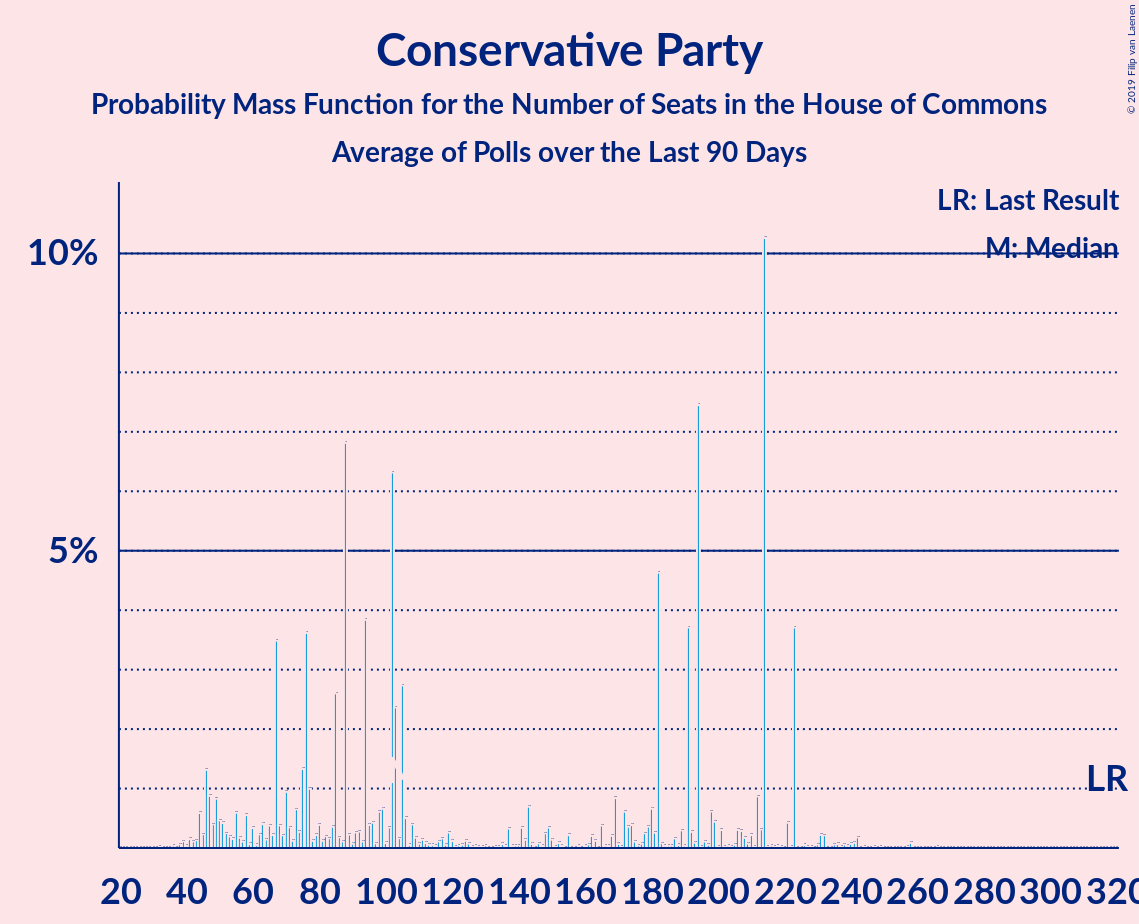 Conservative Party
Probability Mass Function for the Number of Seats in the House of Commons
Average of Polls over the Last 90 Days
© 2019 Filip van Laenen
LR: Last Result
M: Median
10%
5%
LR
20 40 60 80 100 120 140 160 180 200 220 240 260 280 300 320